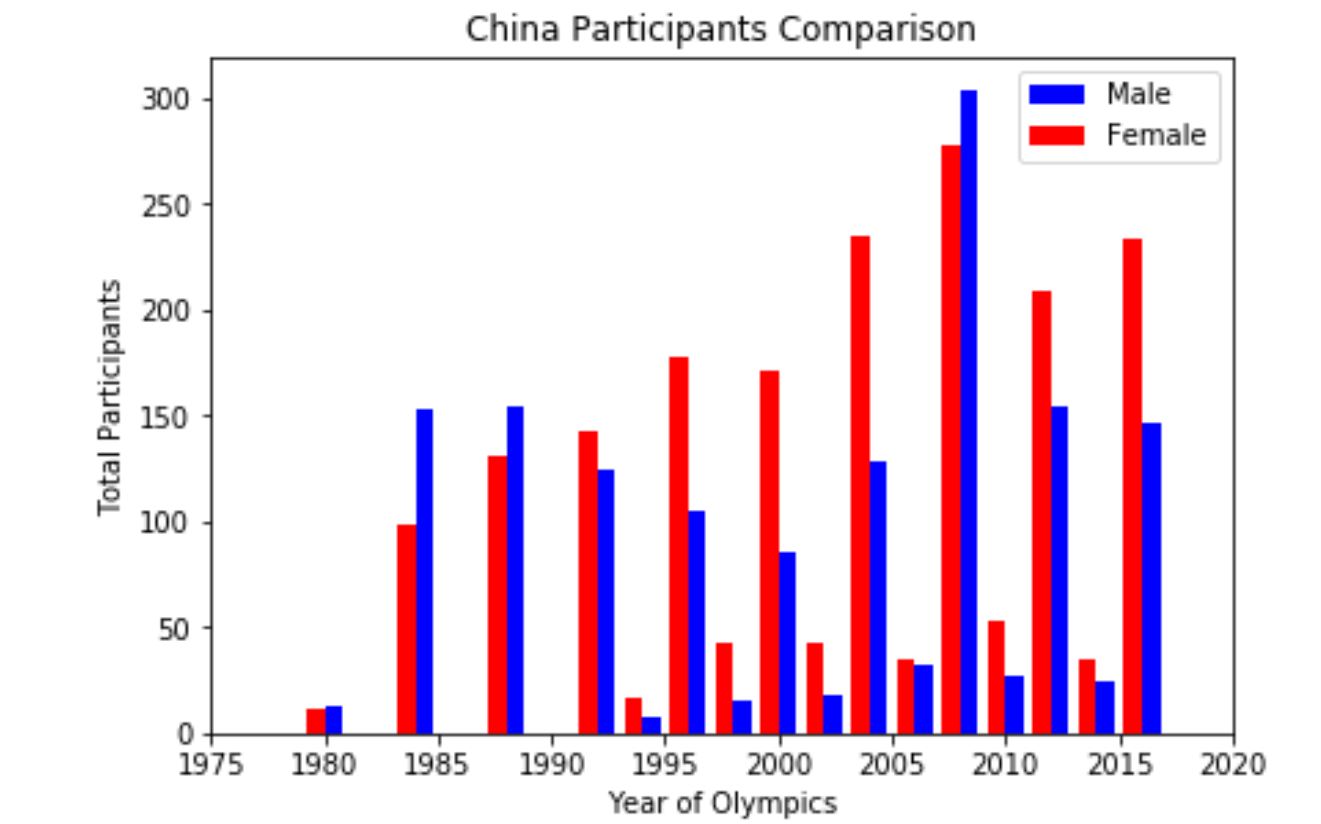 China Participants Comparison
Male
Female
300
250
200
150
100
50
0
Total Participants
1975 1980 1985 1990 1995 2000 2005 2010 2015 2020
Year of Olympics